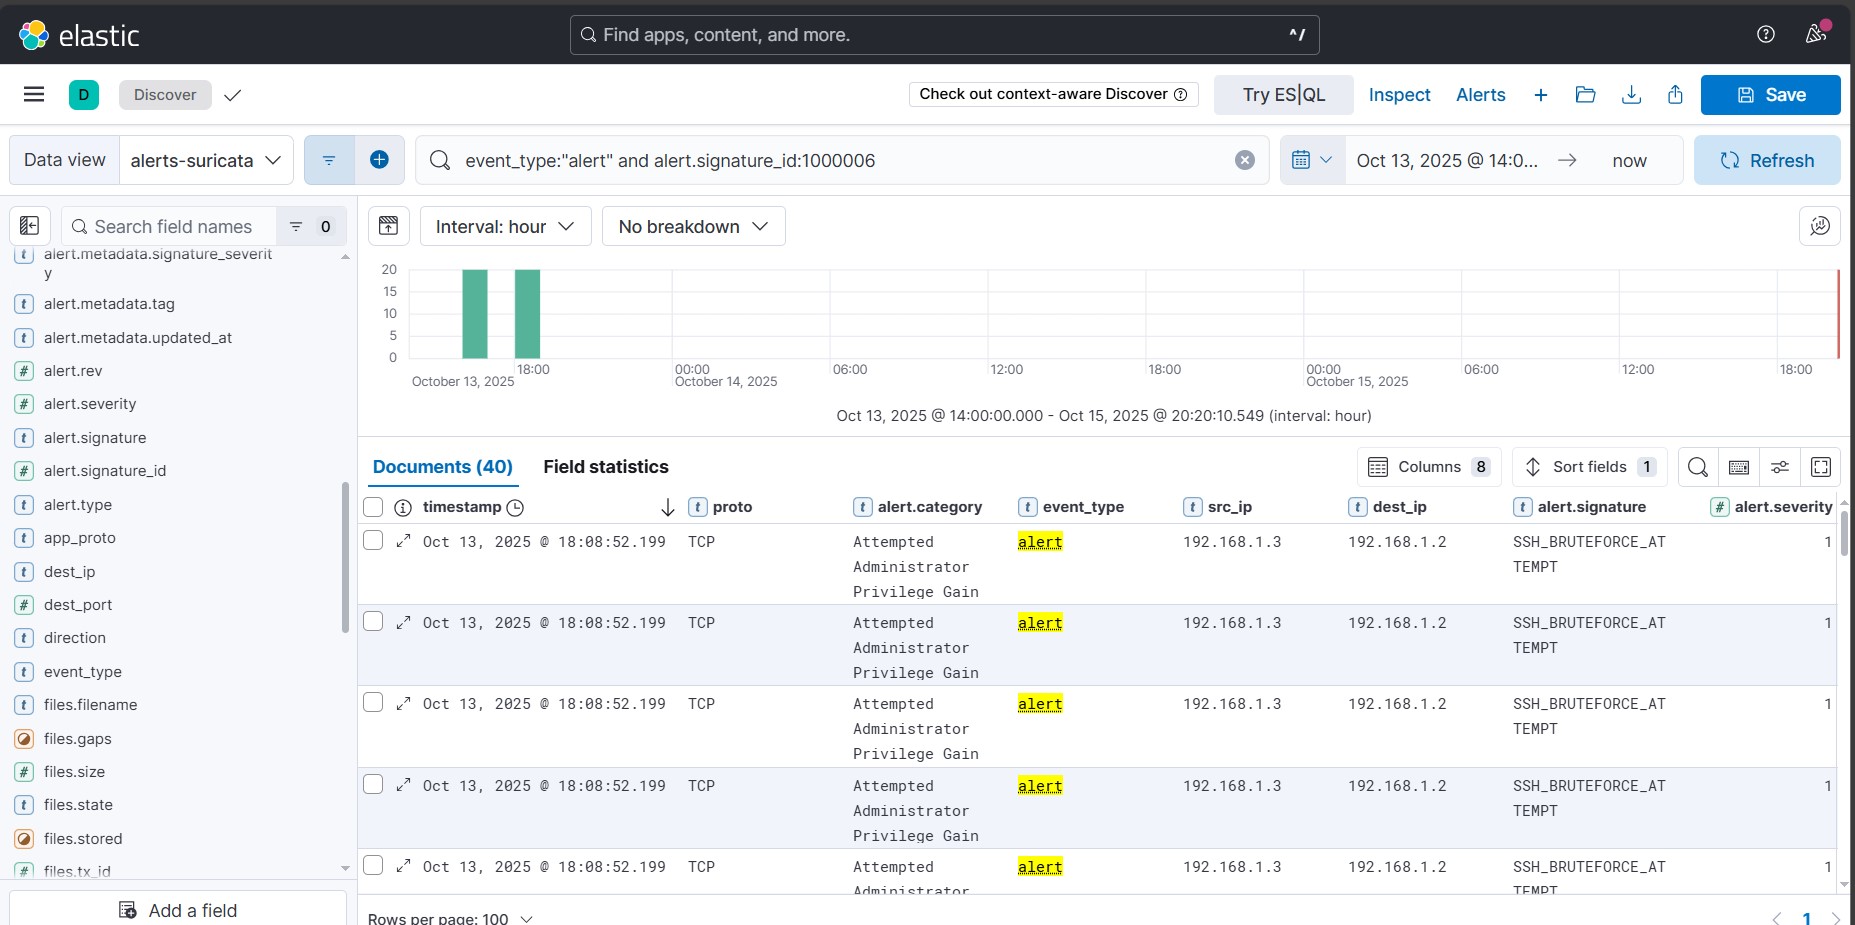 elastic
Find apps, content, and more.
^/
D
Discover
Check out context-aware Discover
Try ES|QL
Inspect
Alerts
Save
Data view
alerts-suricata
event_type:"alert" and alert.signature_id:1000006
Oct 13, 2025 @ 14:0...
now
Refresh
Search field names
0
Interval: hour
No breakdown
alert.metadata.signature_severit
y
alert.metadata.tag
alert.metadata.updated_at
alert.rev
alert.severity
alert.signature
alert.signature_id
alert.type
app_proto
dest_ip
dest_port
direction
event_type
files.filename
files.gaps
files.size
files.state
files.stored
files.tx_id
Add a field
20
15
10
5
0
18:00
October 13, 2025
00:00
October 14, 2025
06:00
12:00
18:00
00:00
October 15, 2025
06:00
12:00
18:00
Oct 13, 2025 @ 14:00:00.000 - Oct 15, 2025 @ 20:20:10.549 (interval: hour)
Documents (40)
Field statistics
Columns 8
Sort fields 1
timestamp
proto
alert.category
event_type
src_ip
dest_ip
alert.signature
alert.severity
Oct 13, 2025 @ 18:08:52.199 TCP Attempted alert 192.168.1.3 192.168.1.2 SSH_BRUTEFORCE_AT 1
Administrator TEMPT
Privilege Gain
Oct 13, 2025 @ 18:08:52.199 TCP Attempted alert 192.168.1.3 192.168.1.2 SSH_BRUTEFORCE_AT 1
Administrator TEMPT
Privilege Gain
Oct 13, 2025 @ 18:08:52.199 TCP Attempted alert 192.168.1.3 192.168.1.2 SSH_BRUTEFORCE_AT 1
Administrator TEMPT
Privilege Gain
Oct 13, 2025 @ 18:08:52.199 TCP Attempted alert 192.168.1.3 192.168.1.2 SSH_BRUTEFORCE_AT 1
Administrator TEMPT
Privilege Gain
Oct 13, 2025 @ 18:08:52.199 TCP Attempted alert 192.168.1.3 192.168.1.2 SSH_BRUTEFORCE_AT 1
Administrator TEMPT
Rows per page: 100
1